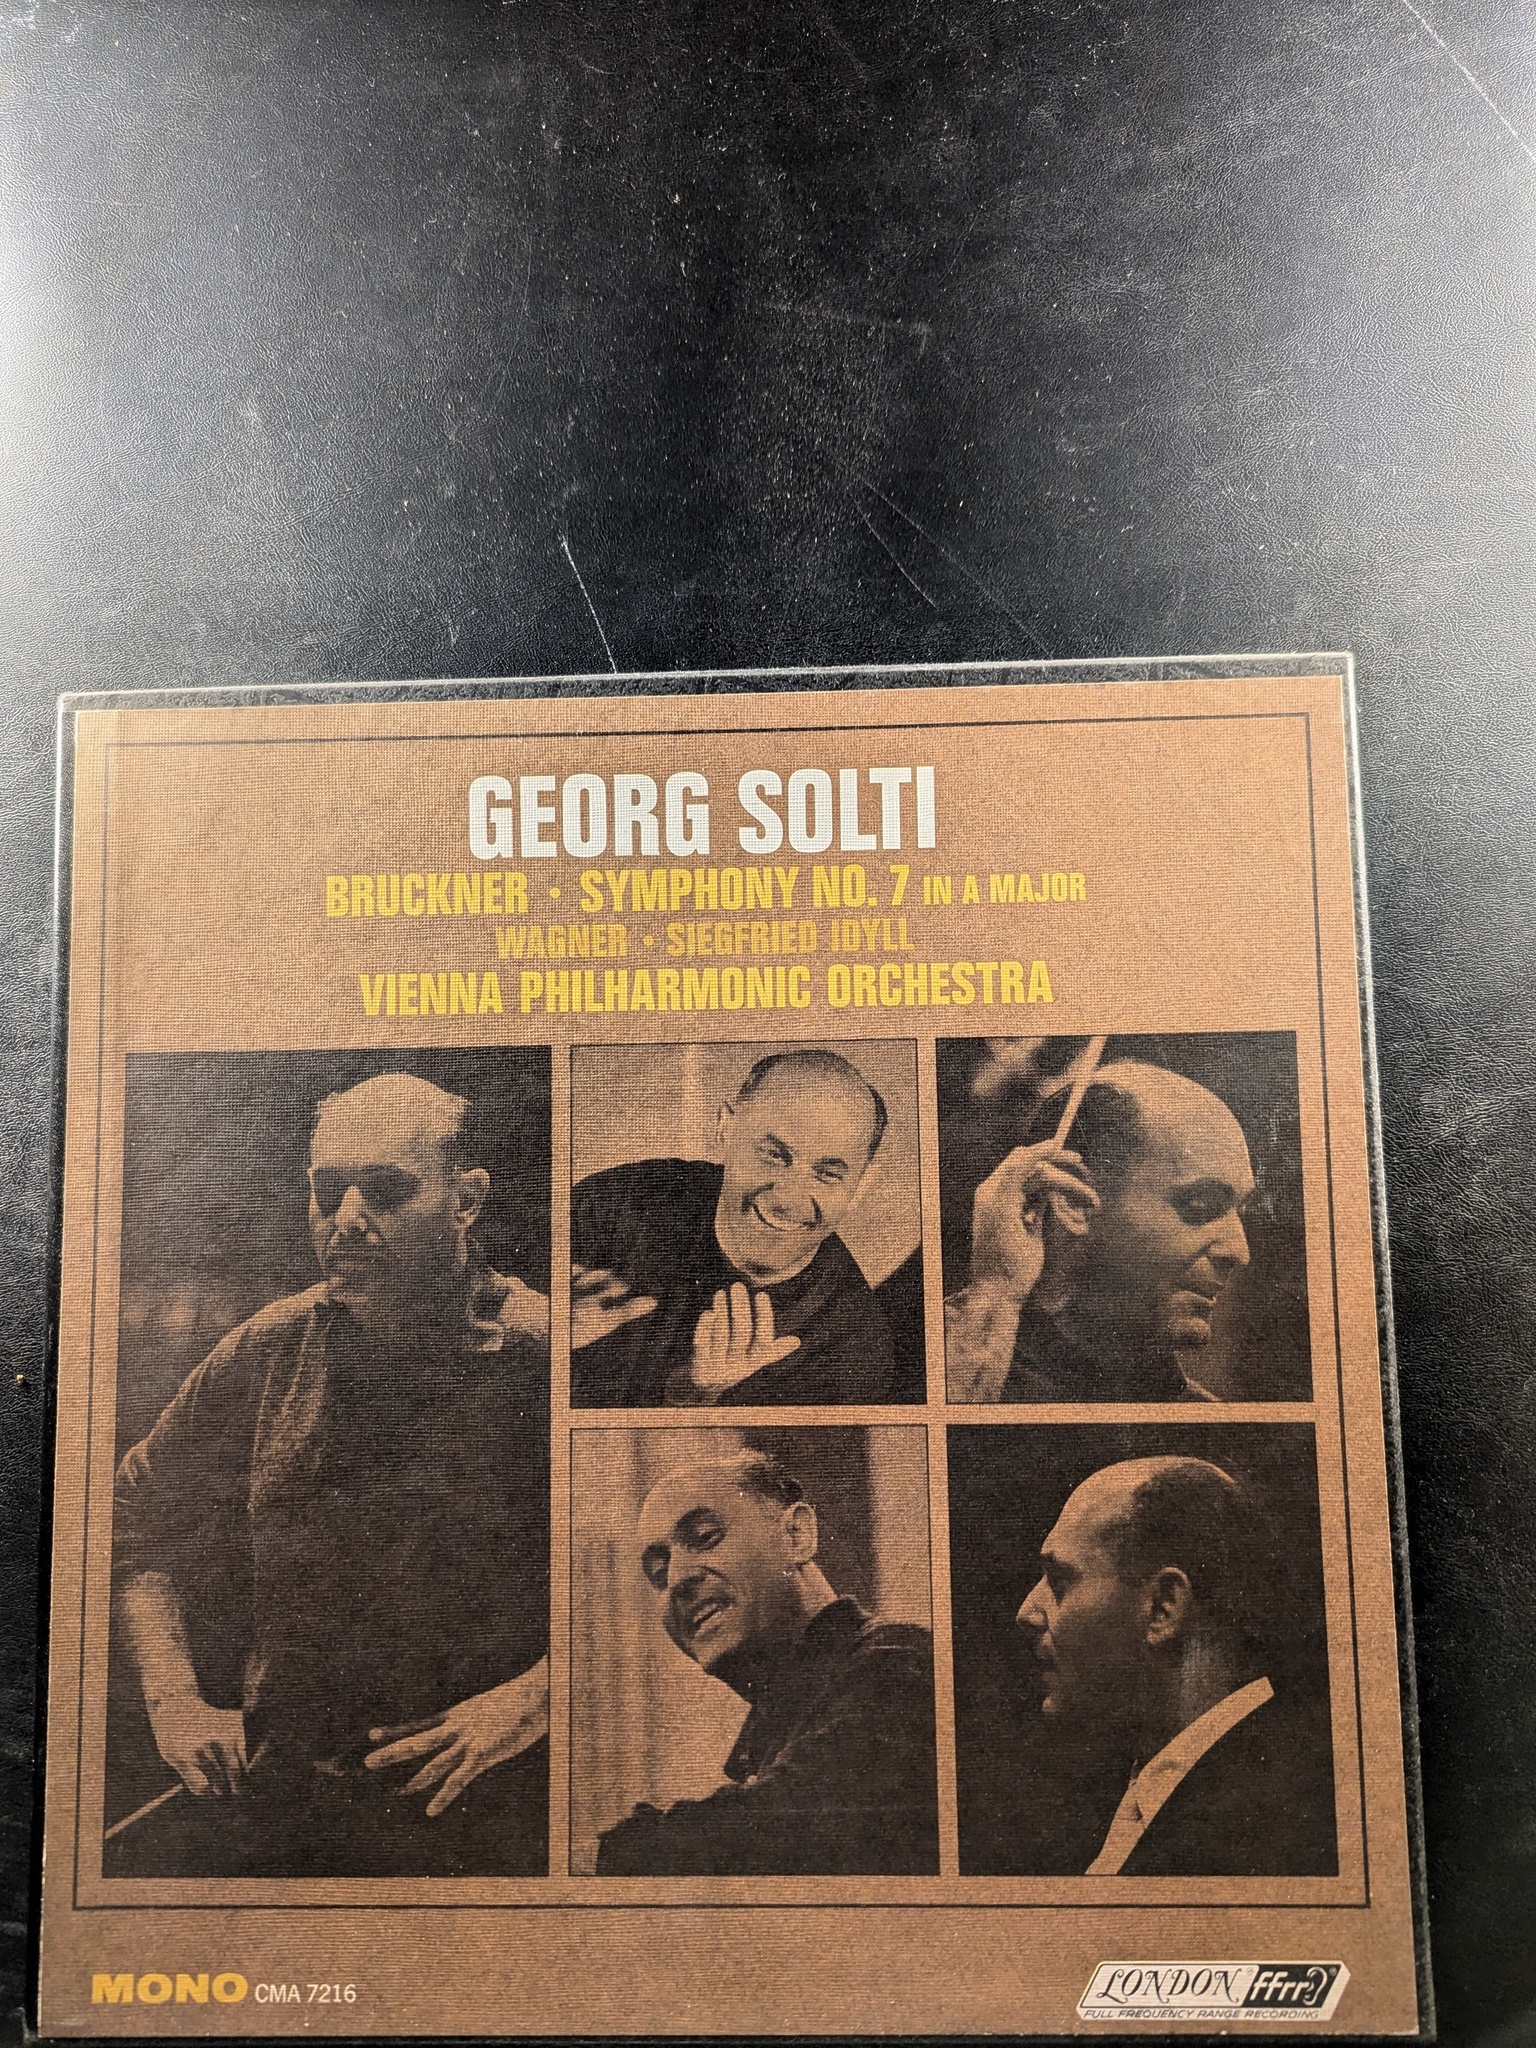 GEORG SOLTI
BRUCKNER • SYMPHONY NO. 7 IN A MAJOR
WAGNER • SIEGFRIED IDYLL
VIENNA PHILHARMONIC ORCHESTRA
MONO CMA 7216
LONDON ® ffrr ®
FULL FREQUENCY RANGE RECORDING